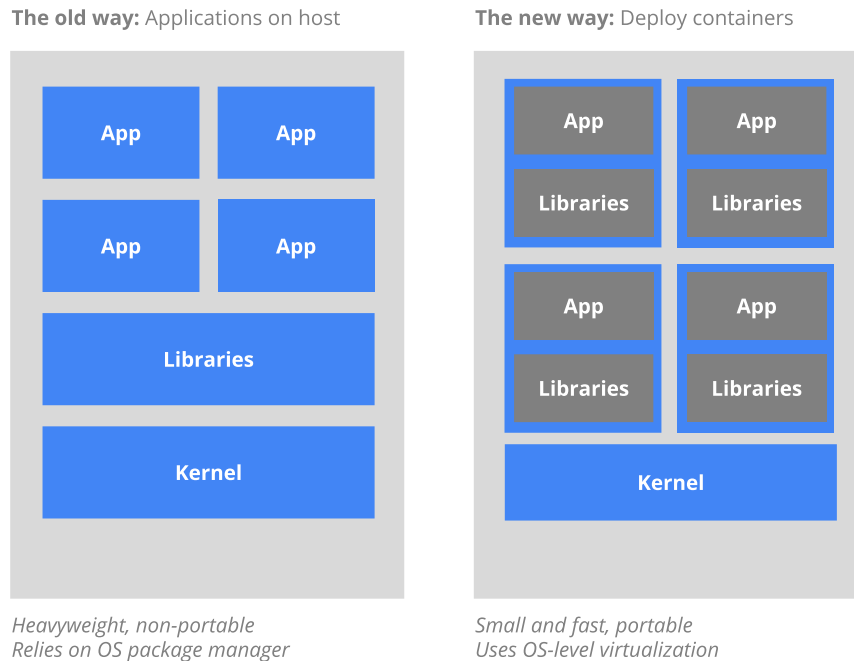 The old way: Applications on host
App
App
App
App
Libraries
Kernel
Heavyweight, non-portable
Relies on OS package manager
The new way: Deploy containers
App
App
Libraries
Libraries
App
App
Libraries
Libraries
Kernel
Small and fast, portable
Uses OS-level virtualization